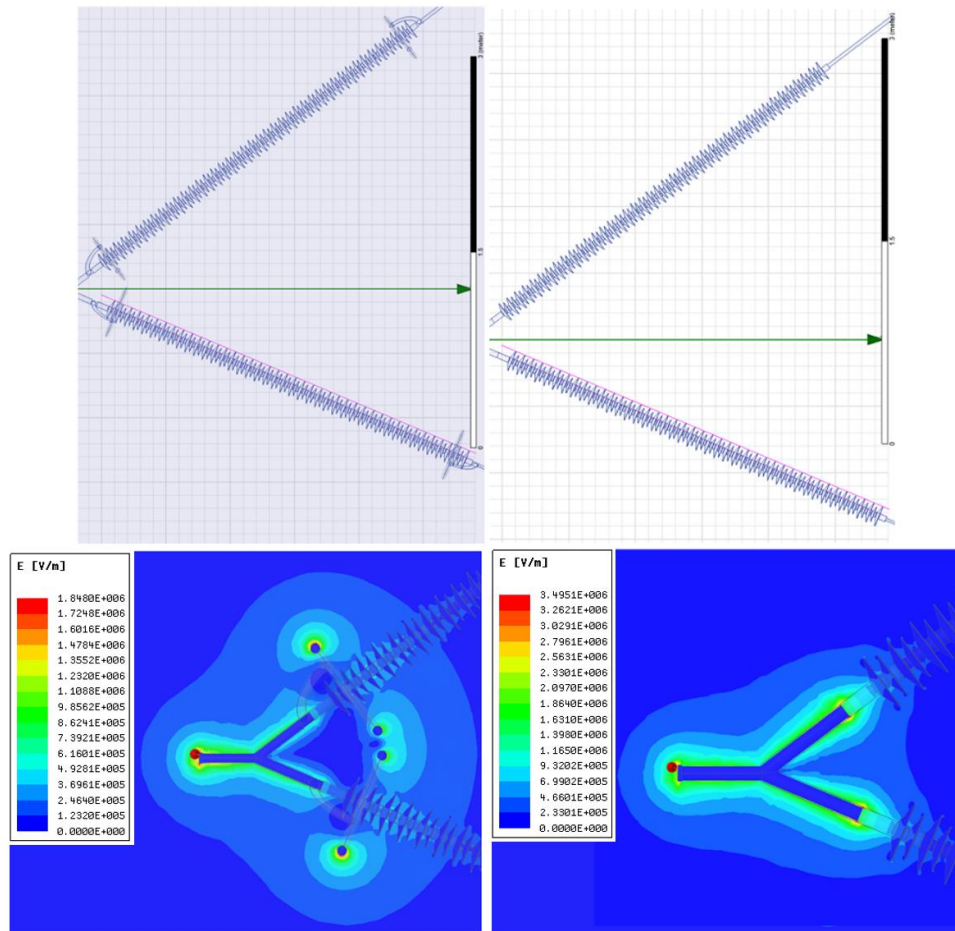 3 (meter)
1.5
0
3 (meter)
1.5
0
E [V/m]
1.8480E+006
1.7248E+006
1.6016E+006
1.4784E+006
1.3552E+006
1.2320E+006
1.1088E+006
9.8562E+005
8.6241E+005
7.3921E+005
6.1601E+005
4.9281E+005
3.6961E+005
2.4640E+005
1.2320E+005
0.0000E+000
E [V/m]
3.4951E+006
3.2621E+006
3.0291E+006
2.7961E+006
2.5631E+006
2.3301E+006
2.0970E+006
1.8640E+006
1.6310E+006
1.3980E+006
1.1650E+006
9.3202E+005
6.9902E+005
4.6601E+005
2.3301E+005
0.0000E+000